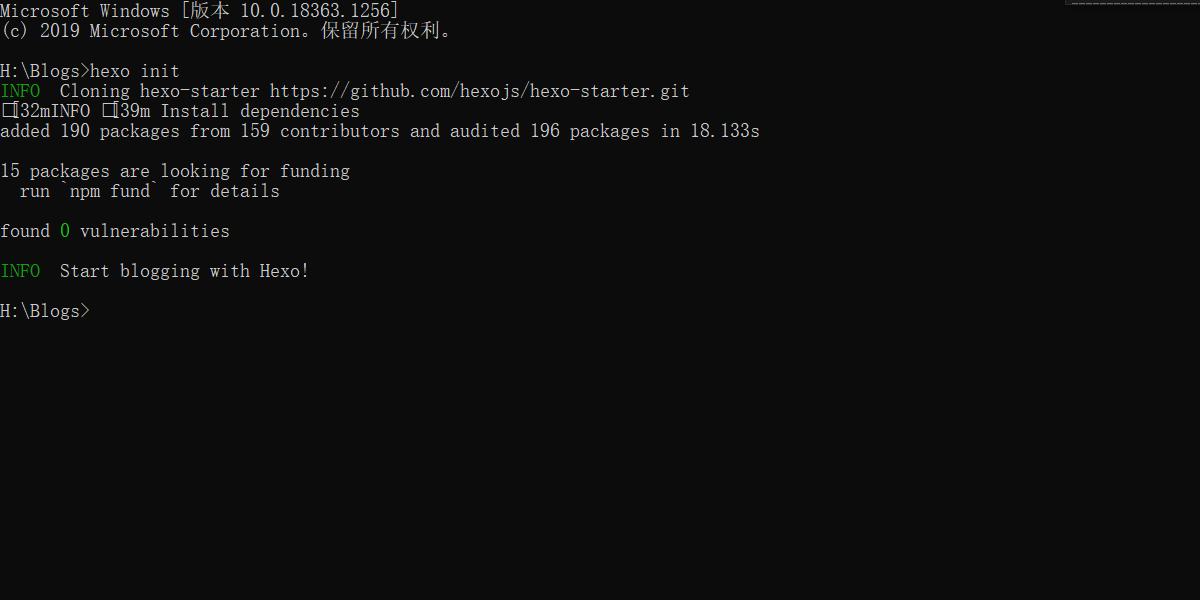 Microsoft Windows [版本 10.0.18363.1256]
(c) 2019 Microsoft Corporation。保留所有权利。
H:\Blogs>hexo init
INFO  Cloning hexo-starter https://github.com/hexojs/hexo-starter.git
□[32mINFO □[39m Install dependencies
added 190 packages from 159 contributors and audited 196 packages in 18.133s
15 packages are looking for funding
  run `npm fund` for details
found 0 vulnerabilities
INFO  Start blogging with Hexo!
H:\Blogs>